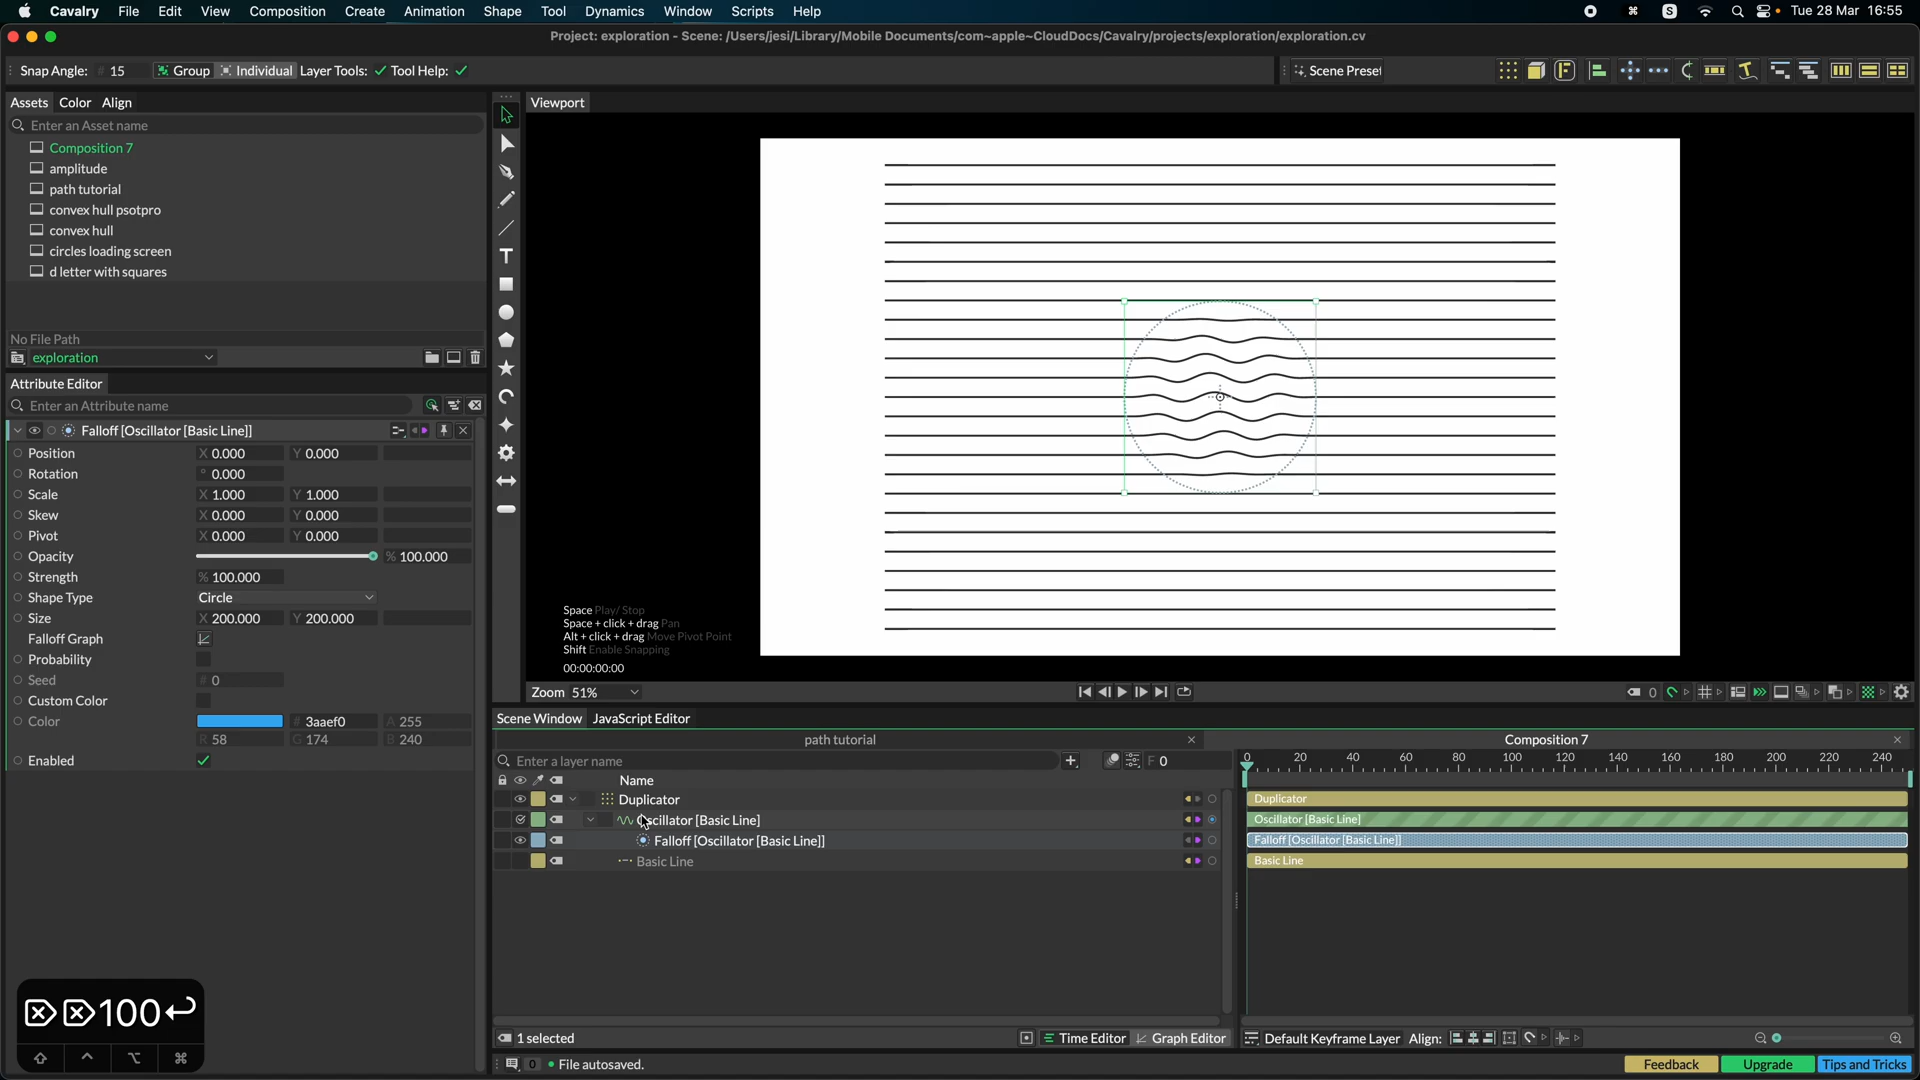 Cavalry File Edit View Composition Create Animation Shape Tool Dynamics Window Scripts Help S Tue 28 Mar 16:55
Project: exploration - Scene: /Users/jesi/Library/Mobile Documents/com~apple~CloudDocs/Cavalry/projects/exploration/exploration.cv
Snap Angle: # 15 Group Individual Layer Tools: Tool Help: Scene Preset
Assets Color Align
Viewport
Enter an Asset name
Composition 7
amplitude
path tutorial
convex hull psotpro
convex hull
circles loading screen
d letter with squares
No File Path
exploration
Attribute Editor
Enter an Attribute name
Falloff [Oscillator [Basic Line]]
Position X 0.000 Y 0.000
Rotation ° 0.000
Scale X 1.000 Y 1.000
Skew X 0.000 Y 0.000
Pivot X 0.000 Y 0.000
Opacity % 100.000
Strength % 100.000
Shape Type Circle
Size X 200.000 Y 200.000
Falloff Graph
Probability
Seed # 0
Custom Color
Color # 3aaef0 A 255
R 58 G 174 B 240
Enabled
Space Play/ Stop
Space + click + drag Pan
Alt + click + drag Move Pivot Point
Shift Enable Snapping
00:00:00:00
Zoom 51% 0
Scene Window JavaScript Editor
path tutorial
Composition 7
Enter a layer name F 0
0 20 40 60 80 100 120 140 160 180 200 220 240
Name
Duplicator
Oscillator [Basic Line]
Falloff [Oscillator [Basic Line]]
Basic Line
Duplicator
Oscillator [Basic Line]
Falloff [Oscillator [Basic Line]]
Basic Line
⌦⌦100↩
⇧ ^ ⌥ ⌘
1 selected Time Editor Graph Editor Default Keyframe Layer Align:
0 File autosaved. Feedback Upgrade Tips and Tricks